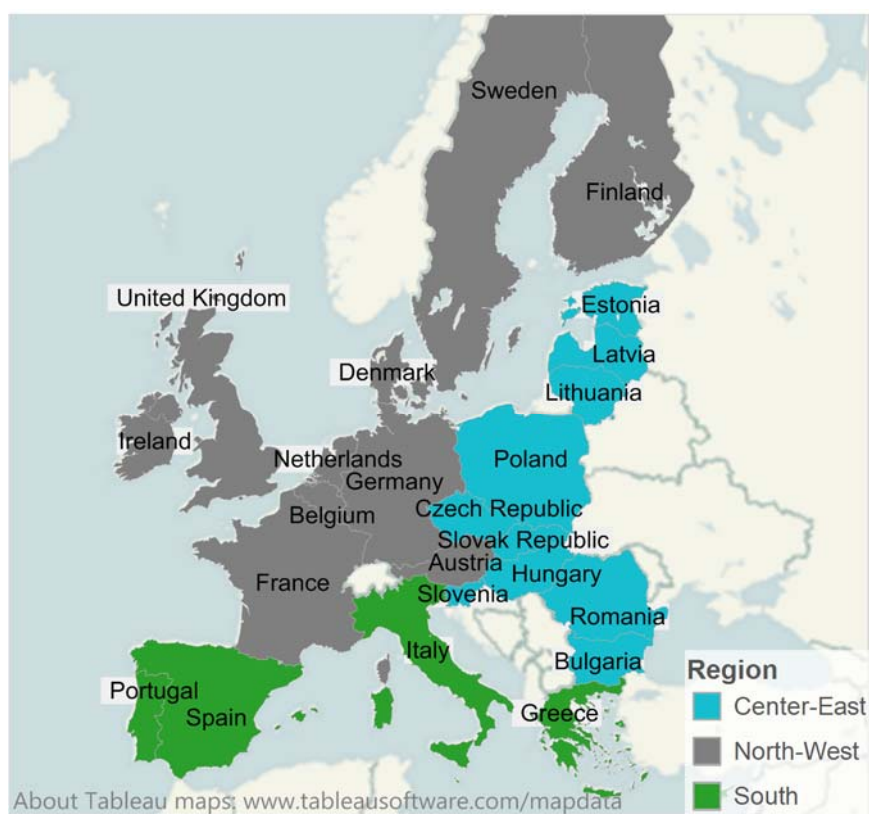 Sweden
Finland
United Kingdom
Estonia
Latvia
Denmark
Lithuania
Ireland
Netherlands
Poland
Germany
Czech Republic
Belgium
Slovak Republic
Austria
Hungary
France
Slovenia
Romania
Italy
Bulgaria
Portugal
Spain
Greece
Region
Center-East
North-West
South
About Tableau maps: www.tableausoftware.com/mapdata